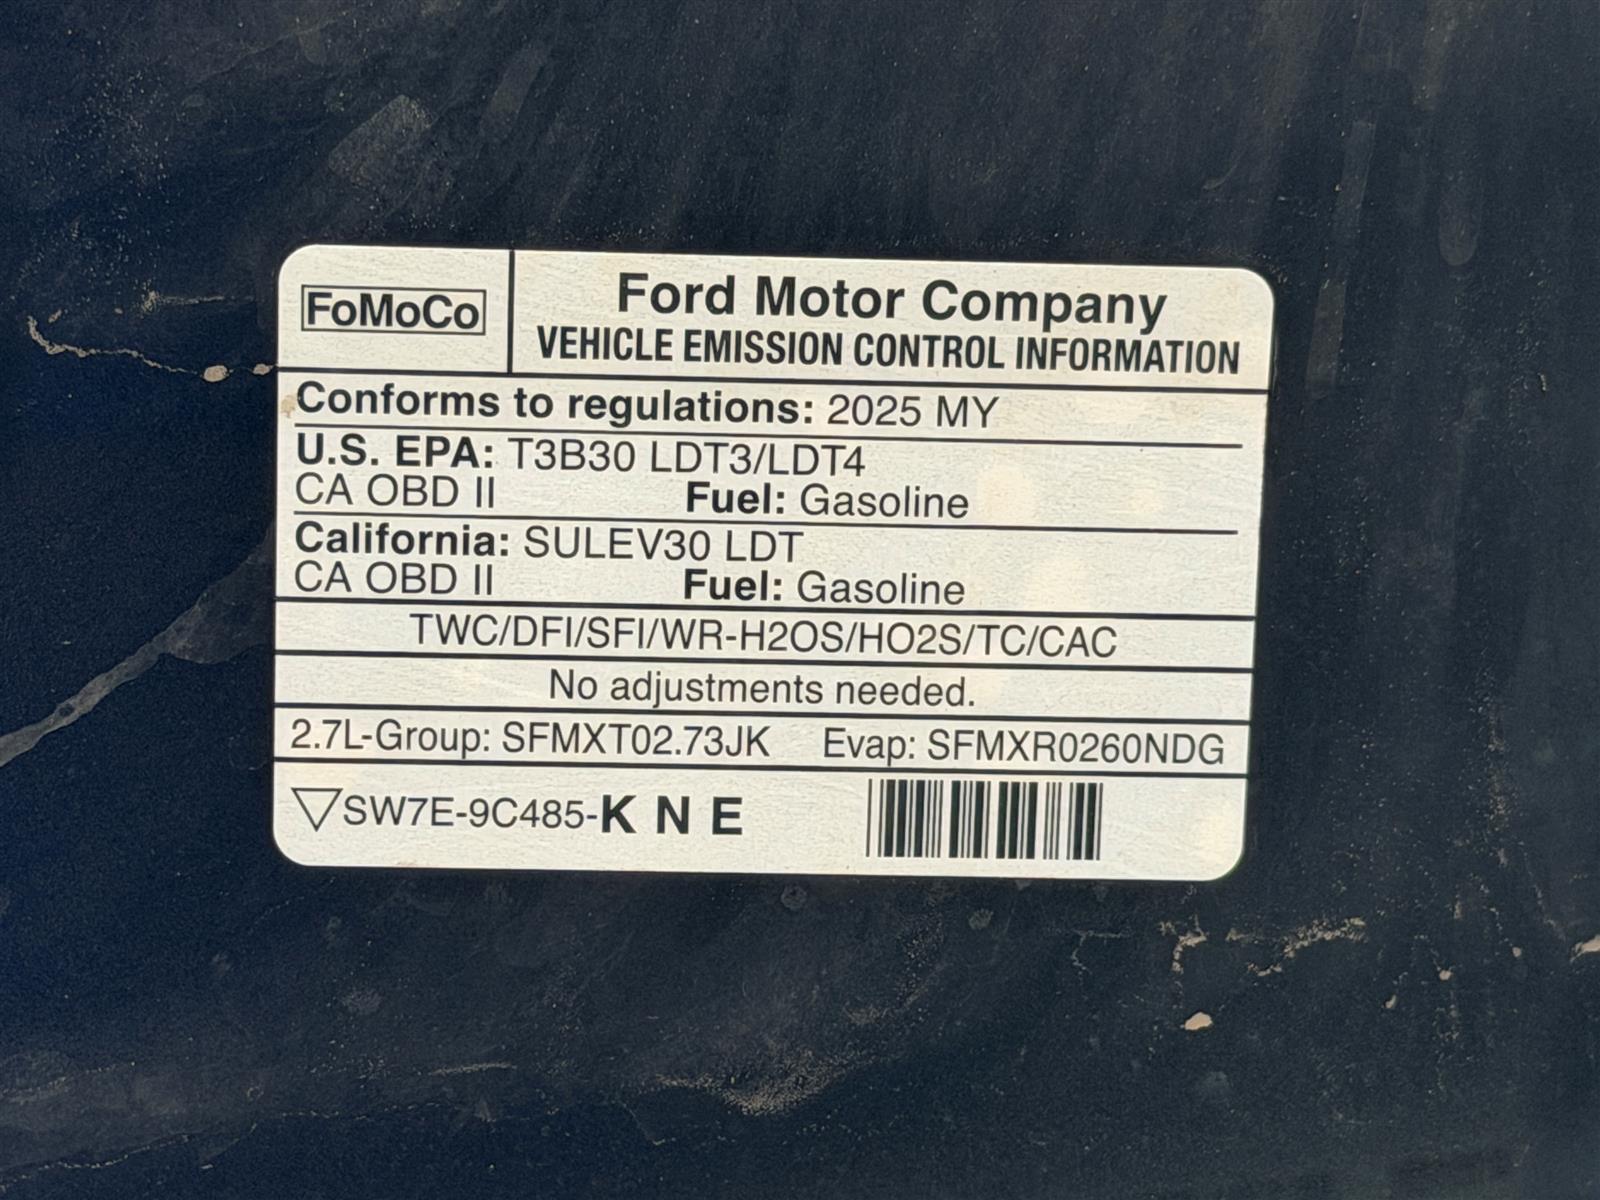 FoMoCo
Ford Motor Company
VEHICLE EMISSION CONTROL INFORMATION
Conforms to regulations: 2025 MY
U.S. EPA: T3B30 LDT3/LDT4
CA OBD II Fuel: Gasoline
California: SULEV30 LDT
CA OBD II Fuel: Gasoline
TWC/DFI/SFI/WR-H2OS/HO2S/TC/CAC
No adjustments needed.
2.7L-Group: SFMXT02.73JK Evap: SFMXR0260NDG
SW7E-9C485-K N E